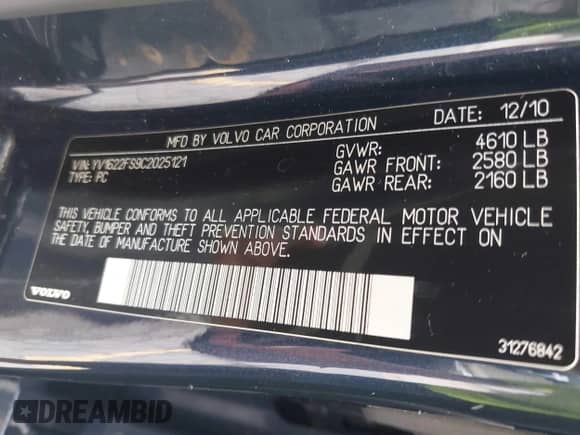 MFD BY VOLVO CAR CORPORATION
DATE: 12/10
VIN: YV1622FS9C2025121
TYPE: PC
GVWR: 4610 LB
GAWR FRONT: 2580 LB
GAWR REAR: 2160 LB
THIS VEHICLE CONFORMS TO ALL APPLICABLE FEDERAL MOTOR VEHICLE
SAFETY, BUMPER AND THEFT PREVENTION STANDARDS IN EFFECT ON
THE DATE OF MANUFACTURE SHOWN ABOVE.
VOLVO
31276842
DREAMBID